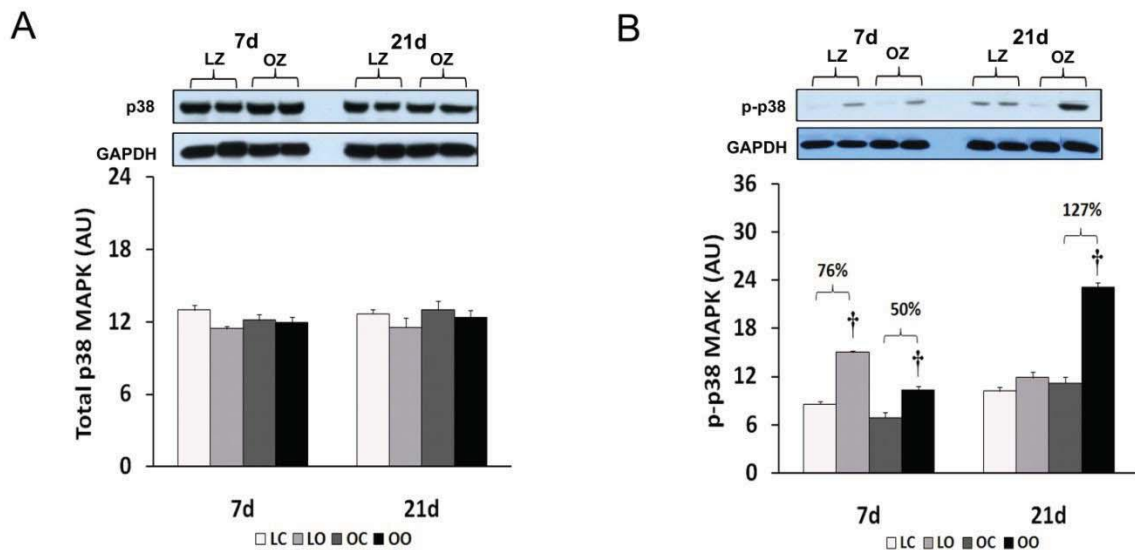 A
7d 21d
LZ OZ LZ OZ
p38
GAPDH
Total p38 MAPK (AU)
24
18
12
6
0
7d 21d
LC LO OC OO
B
7d 21d
LZ OZ LZ OZ
p-p38
GAPDH
p-p38 MAPK (AU)
36
30
24
18
12
6
0
76%
†
50%
†
127%
†
7d 21d
LC LO OC OO